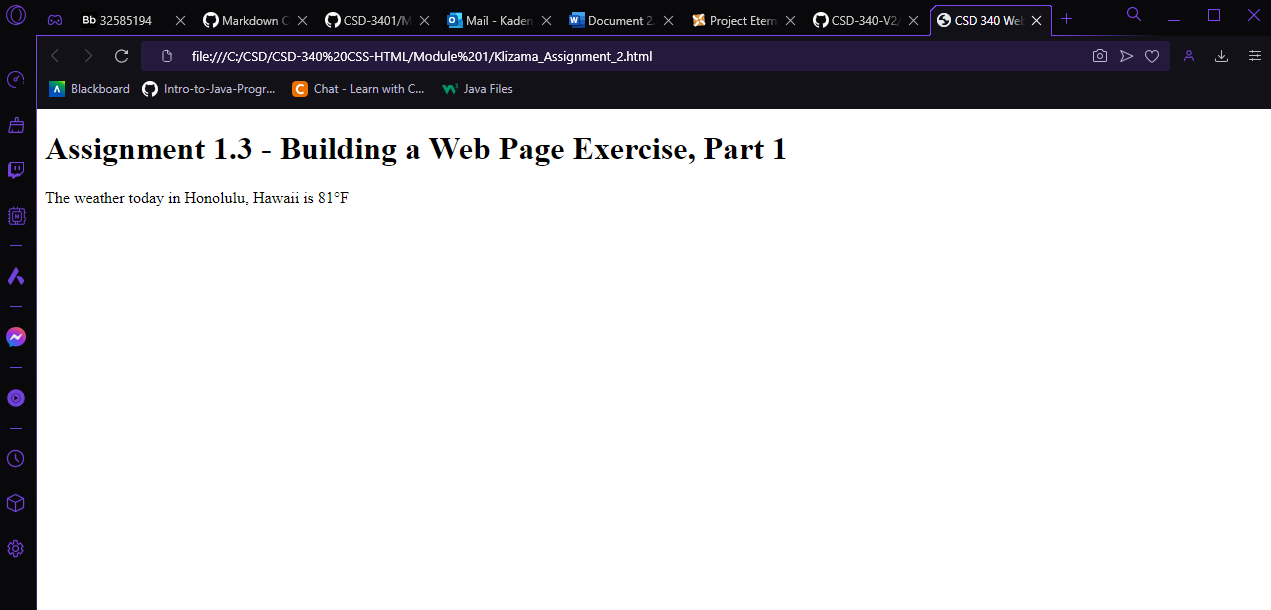 Bb 32585194
Markdown C
CSD-3401/M
Mail - Kaden
Document 2.
Project Etern
CSD-340-V2/
CSD 340 Web
file:///C:/CSD/CSD-340%20CSS-HTML/Module%201/Klizama_Assignment_2.html
Blackboard
Intro-to-Java-Progr...
C Chat - Learn with C...
Java Files
Assignment 1.3 - Building a Web Page Exercise, Part 1
The weather today in Honolulu, Hawaii is 81°F